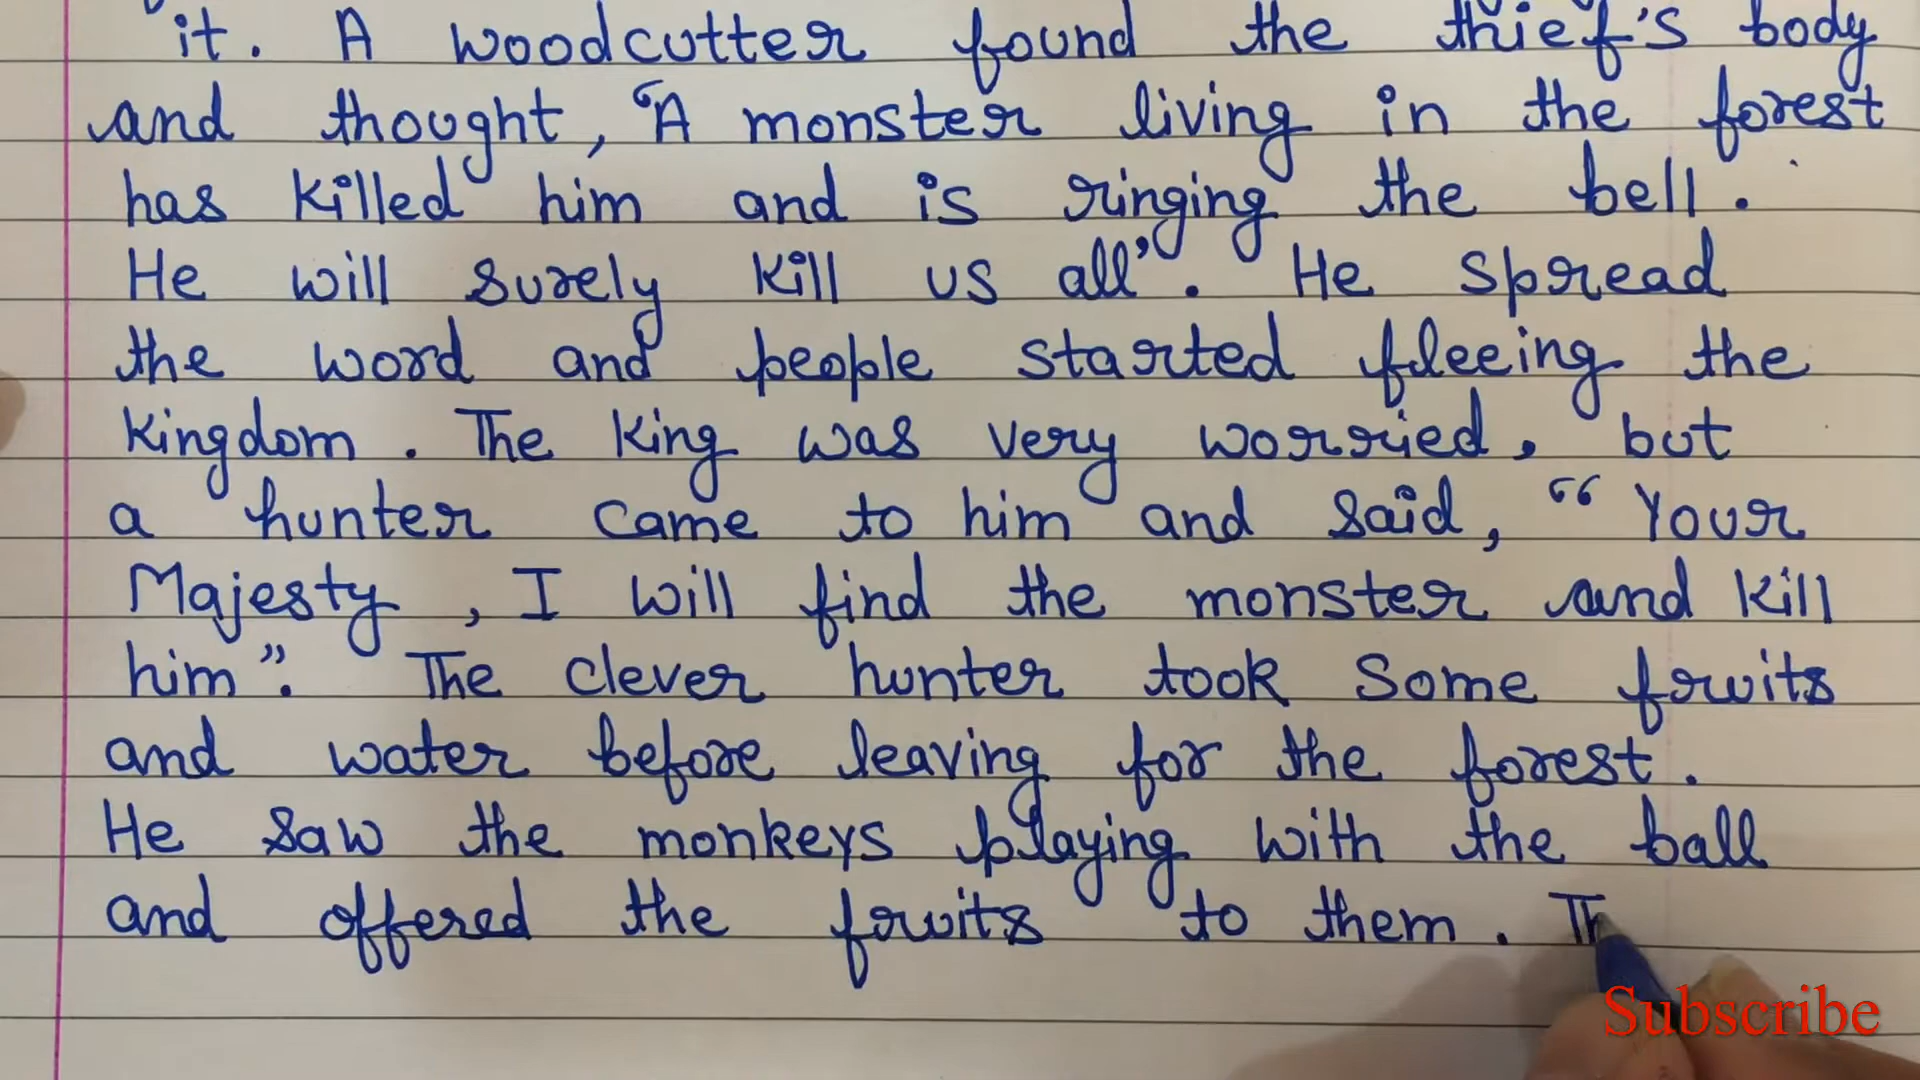 it. A woodcutter found the thief's body
and thought, ‘A monster living in the forest
has killed him and is ringing the bell.
He will surely kill us all’. He spread
the word and people started fleeing the
kingdom. The king was very worried, but
a hunter came to him and said, “Your
Majesty, I will find the monster and kill
him”. The clever hunter took some fruits
and water before leaving for the forest.
He saw the monkeys playing with the ball
and offered the fruits to them. Th
Subscribe